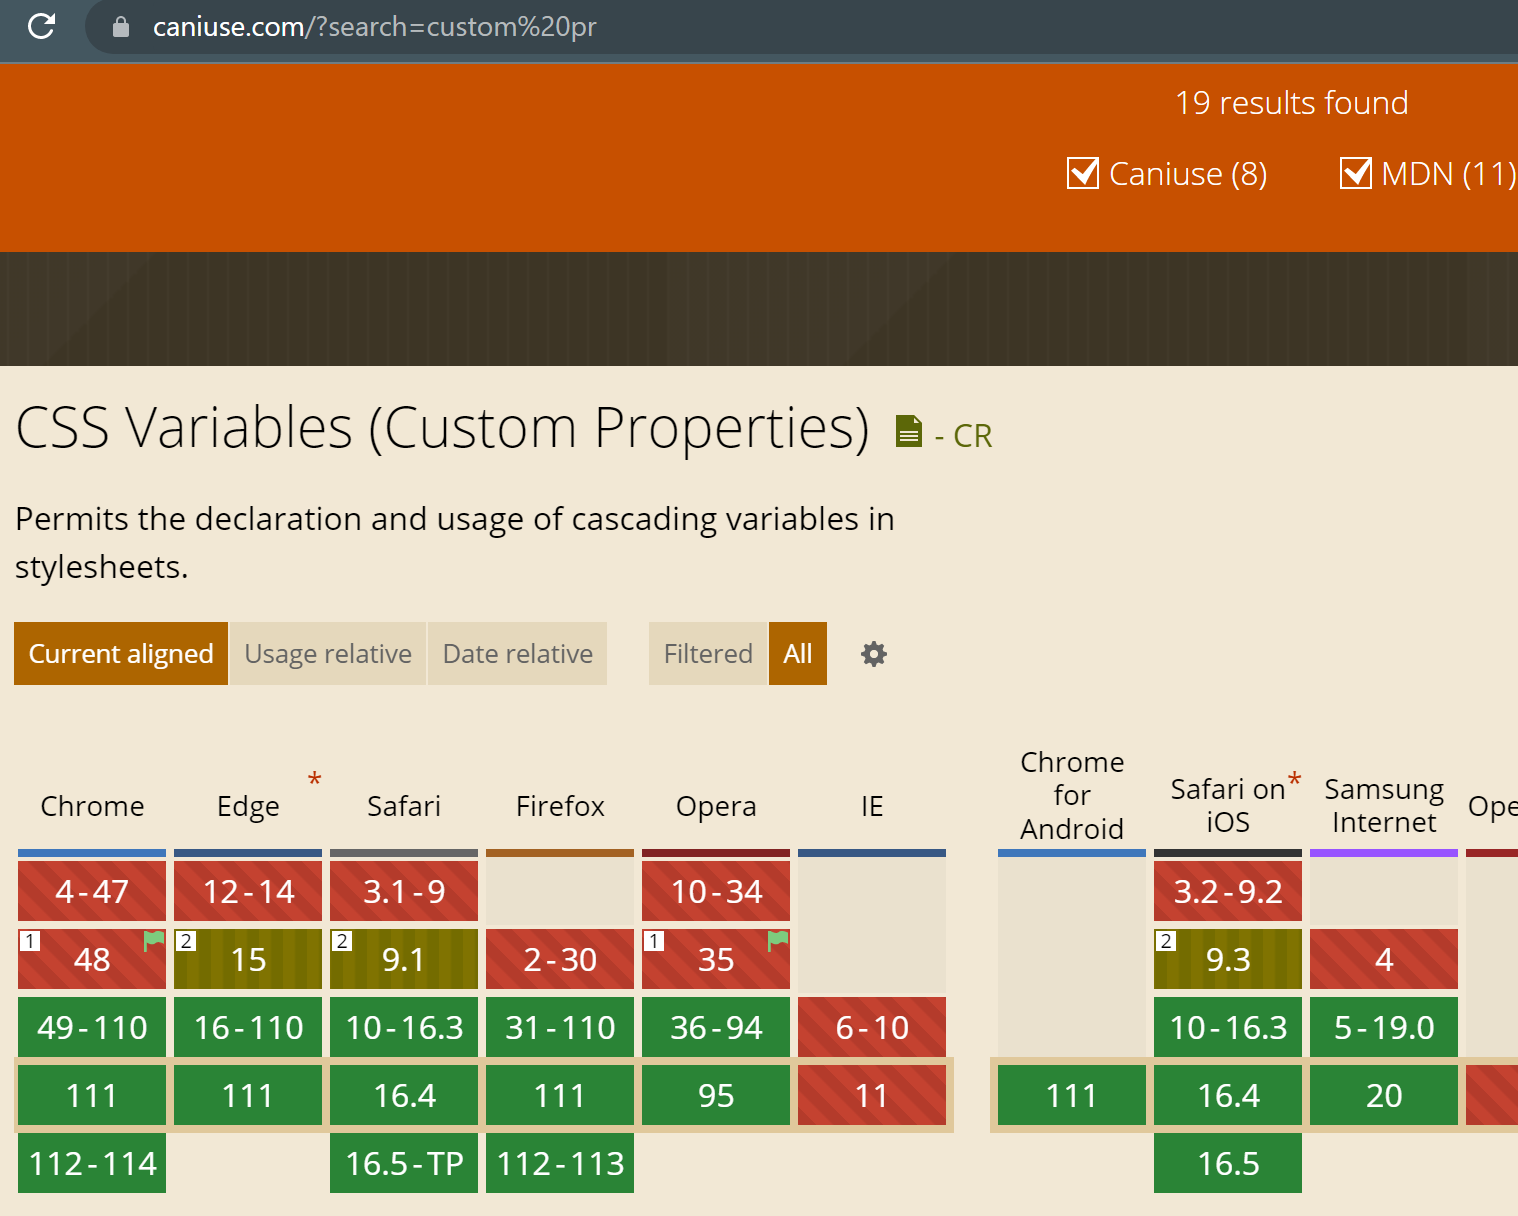 caniuse.com/?search=custom%20pr
19 results found
Caniuse (8) MDN (11)
CSS Variables (Custom Properties) - CR
Permits the declaration and usage of cascading variables in
stylesheets.
Current aligned Usage relative Date relative Filtered All
Chrome Edge * Safari Firefox Opera IE Chrome for Android Safari on iOS * Samsung Internet Ope
4-47 12-14 3.1-9 10-34 3.2-9.2
1 48 2 15 2 9.1 2-30 1 35 2 9.3 4
49-110 16-110 10-16.3 31-110 36-94 6-10 10-16.3 5-19.0
111 111 16.4 111 95 11 111 16.4 20
112-114 16.5-TP 112-113 16.5